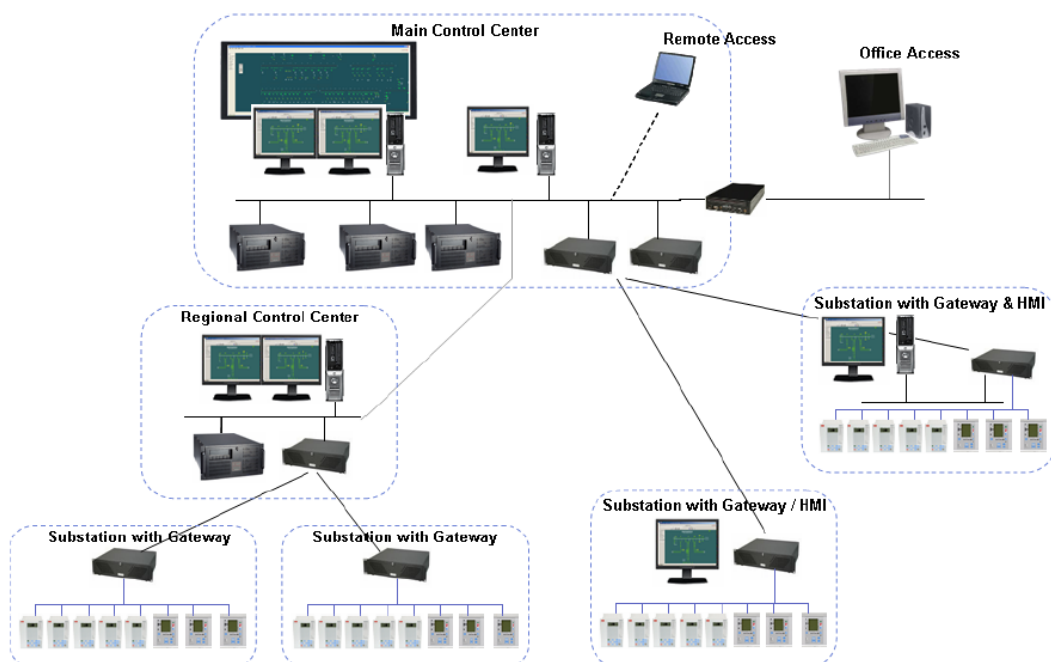 Main Control Center
Remote Access
Office Access
Substation with Gateway & HMI
Regional Control Center
Substation with Gateway / HMI
Substation with Gateway
Substation with Gateway